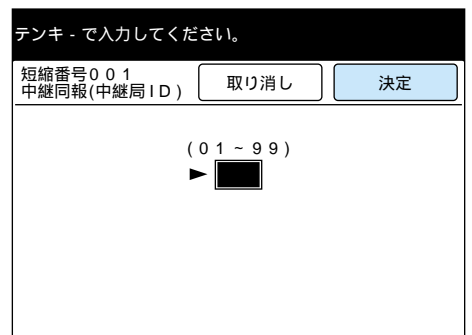 テンキ - で入力してください。
短縮番号００１
中継同報(中継局ID)
取り消し
決定
(０１～９９)